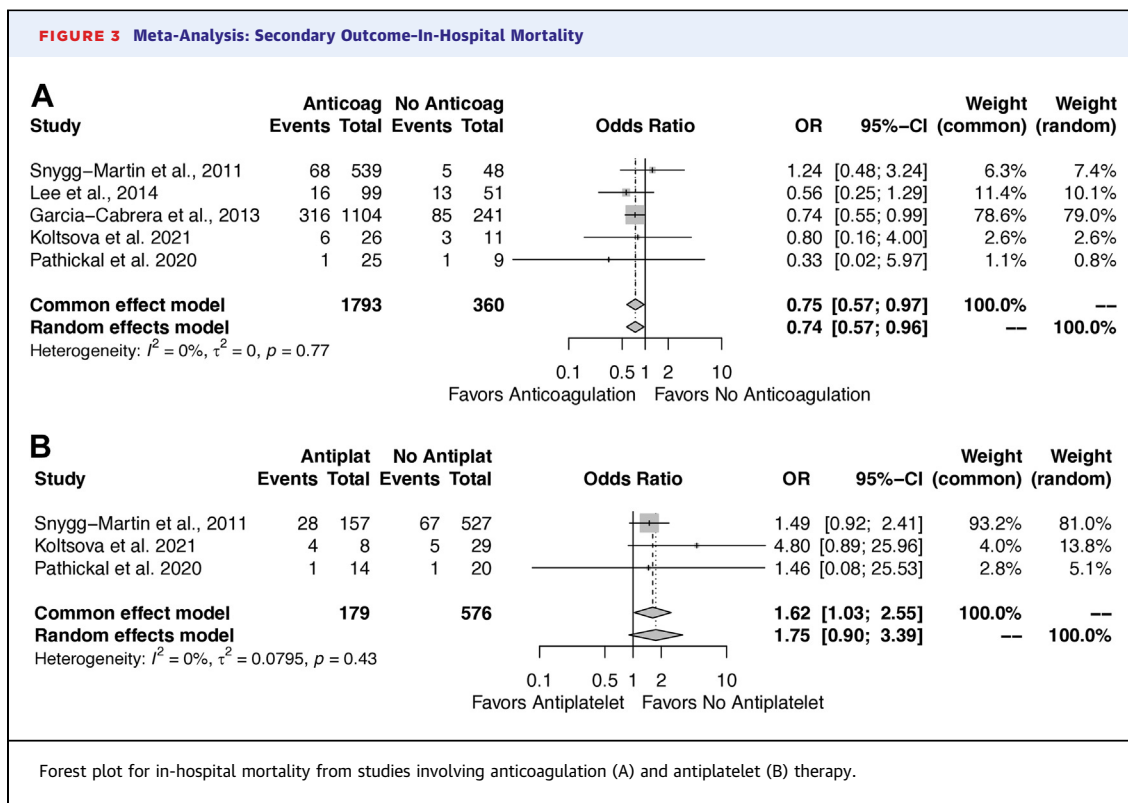 FIGURE 3 Meta-Analysis: Secondary Outcome–In-Hospital Mortality
A
Anticoag No Anticoag Weight Weight
Study Events Total Events Total Odds Ratio OR 95%−CI (common) (random)
Snygg−Martin et al., 2011 68 539 5 48 1.24 [0.48; 3.24] 6.3% 7.4%
Lee et al., 2014 16 99 13 51 0.56 [0.25; 1.29] 11.4% 10.1%
Garcia−Cabrera et al., 2013 316 1104 85 241 0.74 [0.55; 0.99] 78.6% 79.0%
Koltsova et al. 2021 6 26 3 11 0.80 [0.16; 4.00] 2.6% 2.6%
Pathickal et al. 2020 1 25 1 9 0.33 [0.02; 5.97] 1.1% 0.8%
Common effect model 1793 360 0.75 [0.57; 0.97] 100.0% −−
Random effects model 0.74 [0.57; 0.96] −− 100.0%
Heterogeneity: I² = 0%, τ² = 0, p = 0.77
0.1 0.5 1 2 10
Favors Anticoagulation Favors No Anticoagulation
B
Antiplat No Antiplat Weight Weight
Study Events Total Events Total Odds Ratio OR 95%−CI (common) (random)
Snygg−Martin et al., 2011 28 157 67 527 1.49 [0.92; 2.41] 93.2% 81.0%
Koltsova et al. 2021 4 8 5 29 4.80 [0.89; 25.96] 4.0% 13.8%
Pathickal et al. 2020 1 14 1 20 1.46 [0.08; 25.53] 2.8% 5.1%
Common effect model 179 576 1.62 [1.03; 2.55] 100.0% −−
Random effects model 1.75 [0.90; 3.39] −− 100.0%
Heterogeneity: I² = 0%, τ² = 0.0795, p = 0.43
0.1 0.5 1 2 10
Favors Antiplatelet Favors No Antiplatelet
Forest plot for in-hospital mortality from studies involving anticoagulation (A) and antiplatelet (B) therapy.